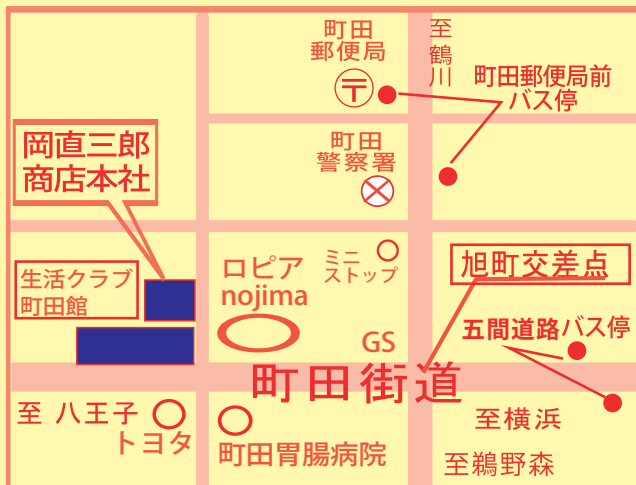 町田
郵便局
〒
至鶴川
町田郵便局前
バス停
岡直三郎
商店本社
町田
警察署
生活クラブ
町田館
ロピア
nojima
ミニ
ストップ
旭町交差点
GS
五間道路バス停
町田街道
至 八王子
トヨタ
町田胃腸病院
至横浜
至鵜野森